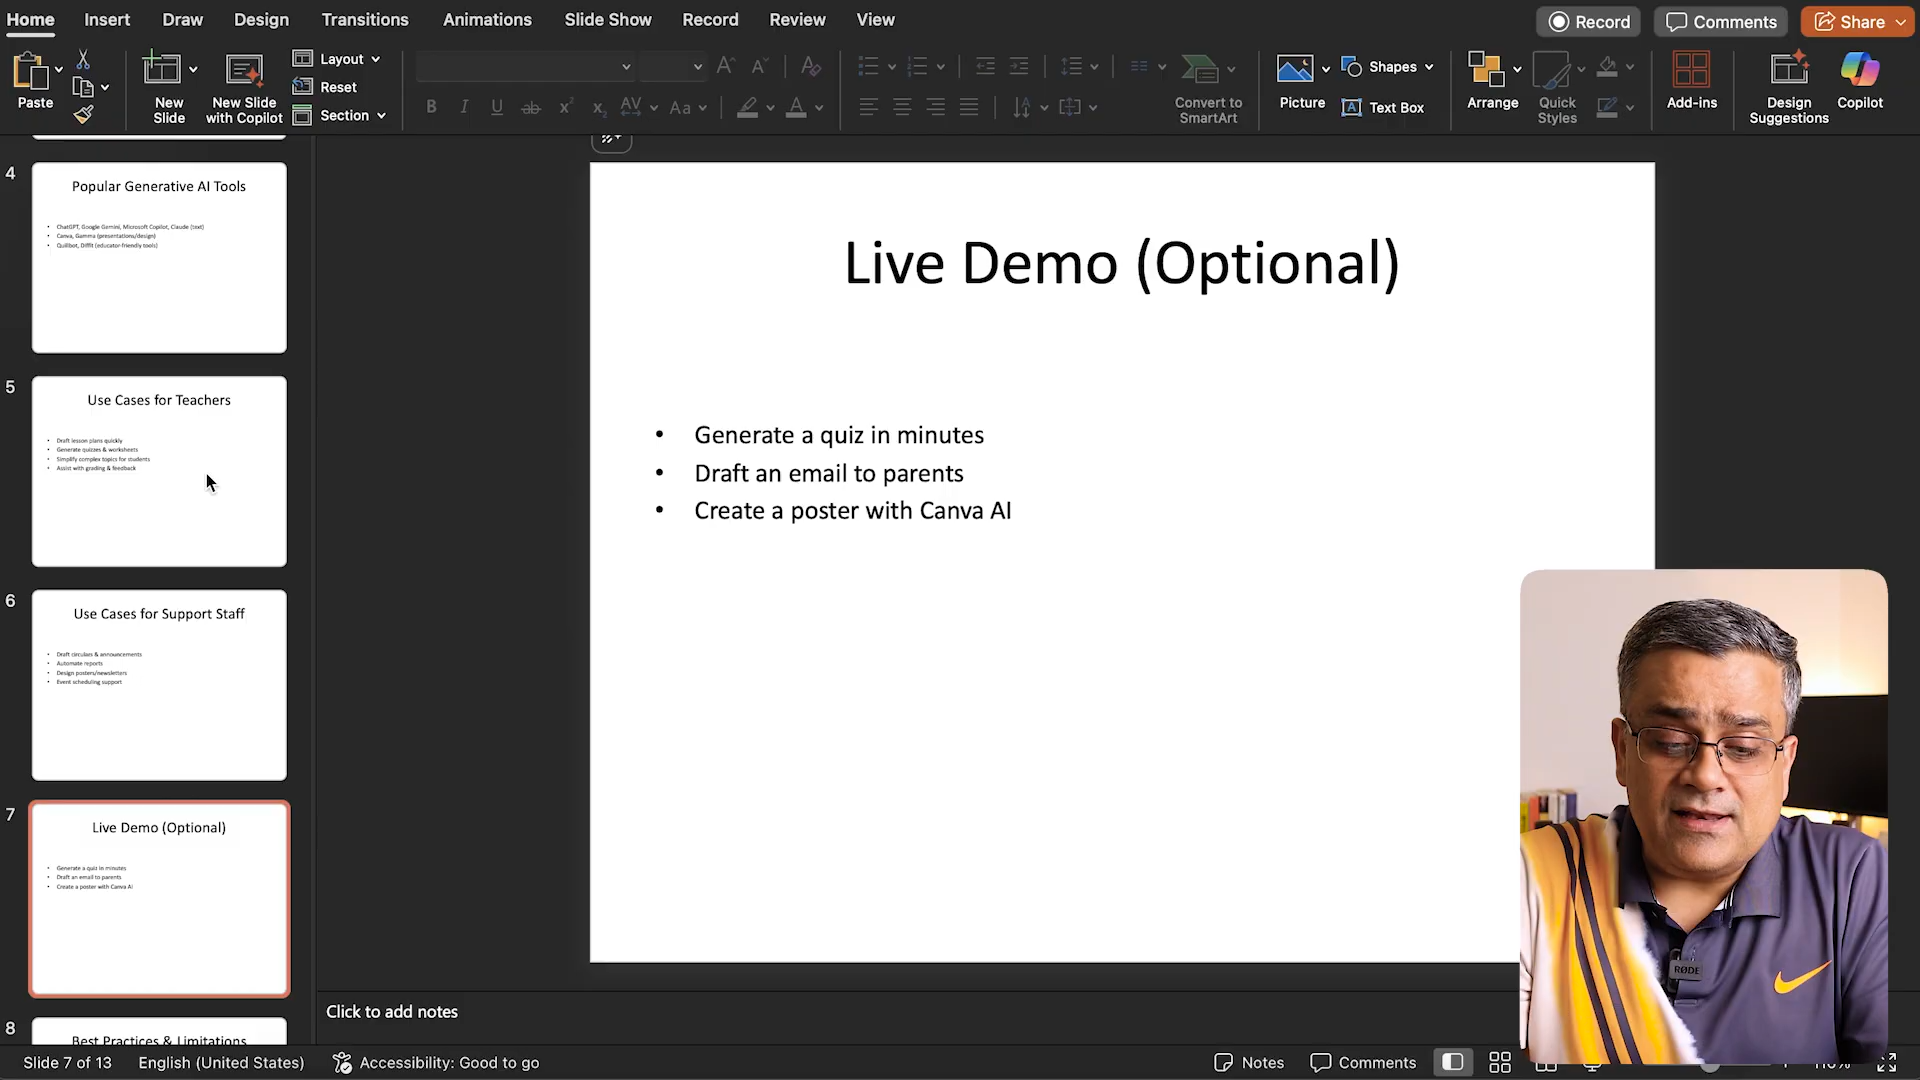 Home Insert Draw Design Transitions Animations Slide Show Record Review View
Record Comments Share
Paste
New Slide
New Slide with Copilot
Layout
Reset
Section
Convert to SmartArt
Picture
Shapes
Text Box
Arrange
Quick Styles
Add-ins
Design Suggestions
Copilot
4
Popular Generative AI Tools
• ChatGPT, Google Gemini, Microsoft Copilot, Claude (text)
• Canva, Gamma (presentations/design)
• Quillbot, Diffit (educator-friendly tools)
5
Use Cases for Teachers
• Draft lesson plans quickly
• Generate quizzes & worksheets
• Simplify complex topics for students
• Assist with grading & feedback
6
Use Cases for Support Staff
• Draft circulars & announcements
• Automate reports
• Design posters/newsletters
• Event scheduling support
7
Live Demo (Optional)
• Generate a quiz in minutes
• Draft an email to parents
• Create a poster with Canva AI
8
Best Practices & Limitations
Live Demo (Optional)
• Generate a quiz in minutes
• Draft an email to parents
• Create a poster with Canva AI
RØDE
Click to add notes
Slide 7 of 13 English (United States) Accessibility: Good to go
Notes Comments